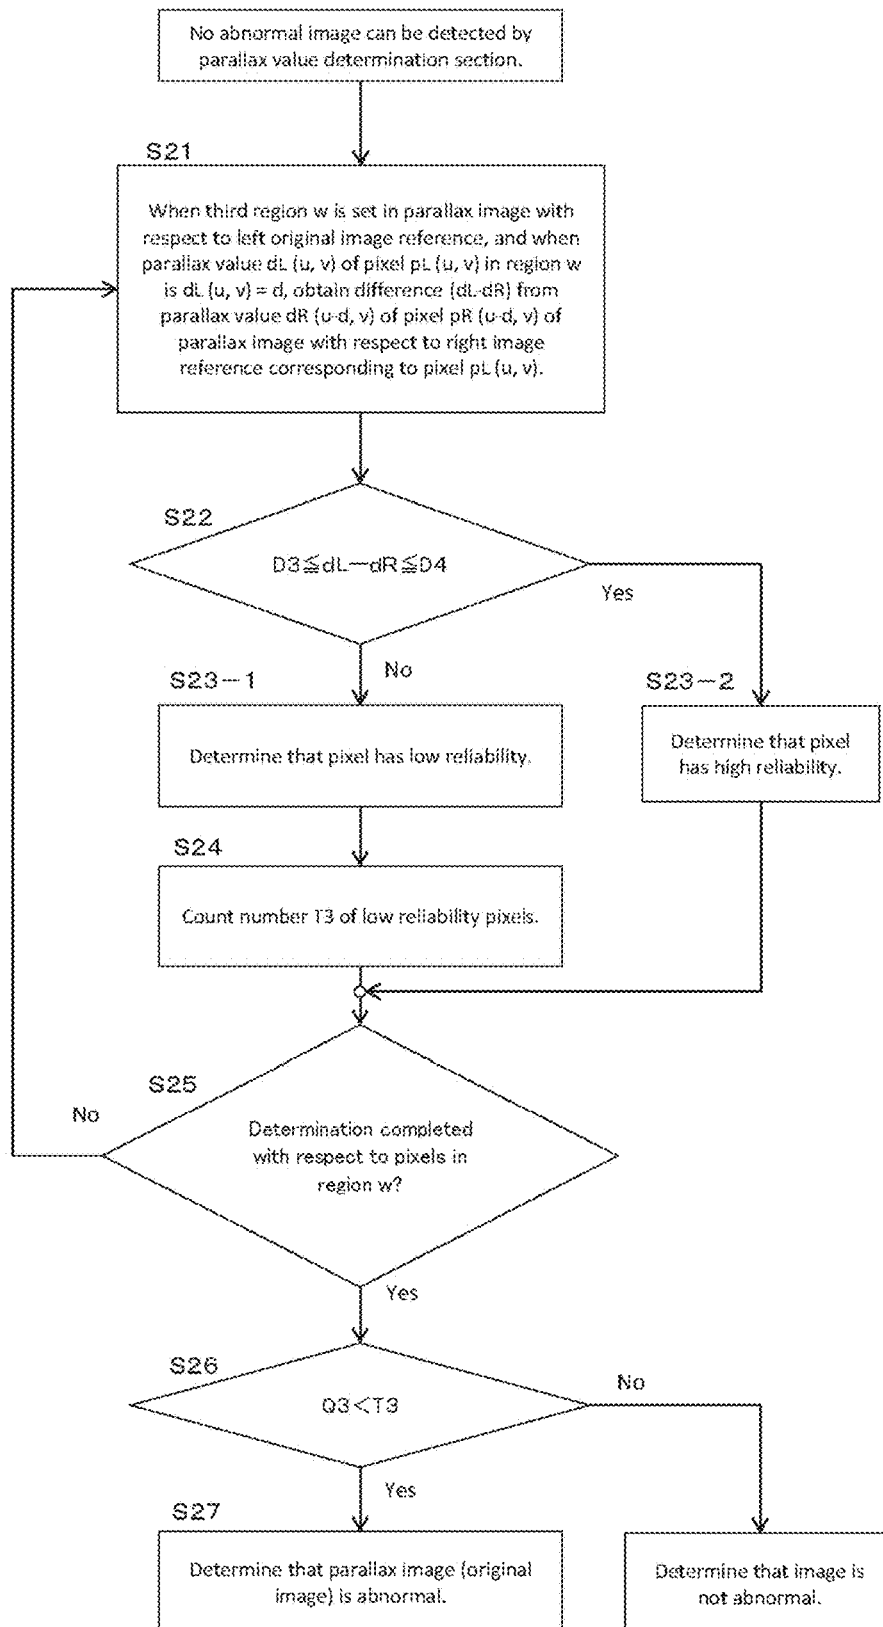 No abnormal image can be detected by
parallax value determination section.
S21
When third region w is set in parallax image with
respect to left original image reference, and when
parallax value dL (u, v) of pixel pL (u, v) in region w
is dL (u, v) = d, obtain difference (dL-dR) from
parallax value dR (u-d, v) of pixel pR (u-d, v) of
parallax image with respect to right image
reference corresponding to pixel pL (u, v).
S22
D3≦dL－dR≦D4
Yes
No
S23－1
Determine that pixel has low reliability.
S23－2
Determine that pixel
has high reliability.
S24
Count number T3 of low reliability pixels.
S25
No
Determination completed
with respect to pixels in
region w?
Yes
S26
Q3＜T3
No
Yes
S27
Determine that parallax image (original
image) is abnormal.
Determine that image is
not abnormal.